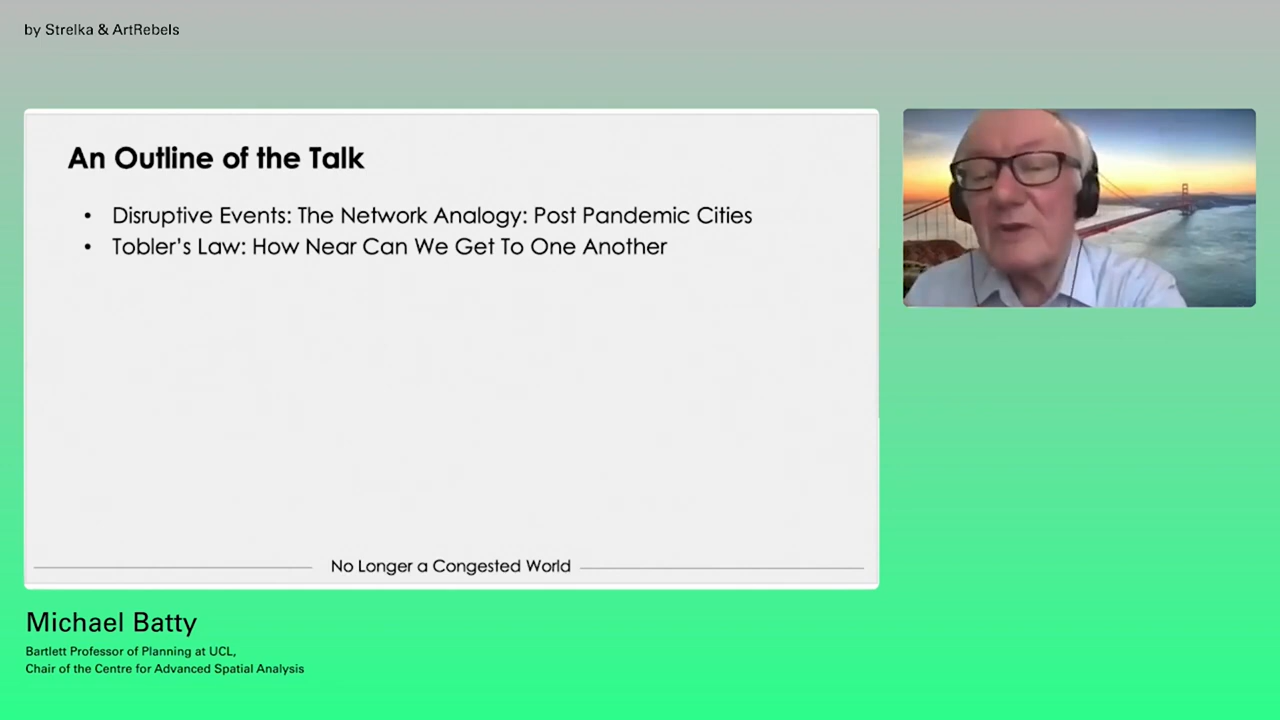 by Strelka & ArtRebels
An Outline of the Talk
• Disruptive Events: The Network Analogy: Post Pandemic Cities
• Tobler's Law: How Near Can We Get To One Another
No Longer a Congested World
Michael Batty
Bartlett Professor of Planning at UCL,
Chair of the Centre for Advanced Spatial Analysis